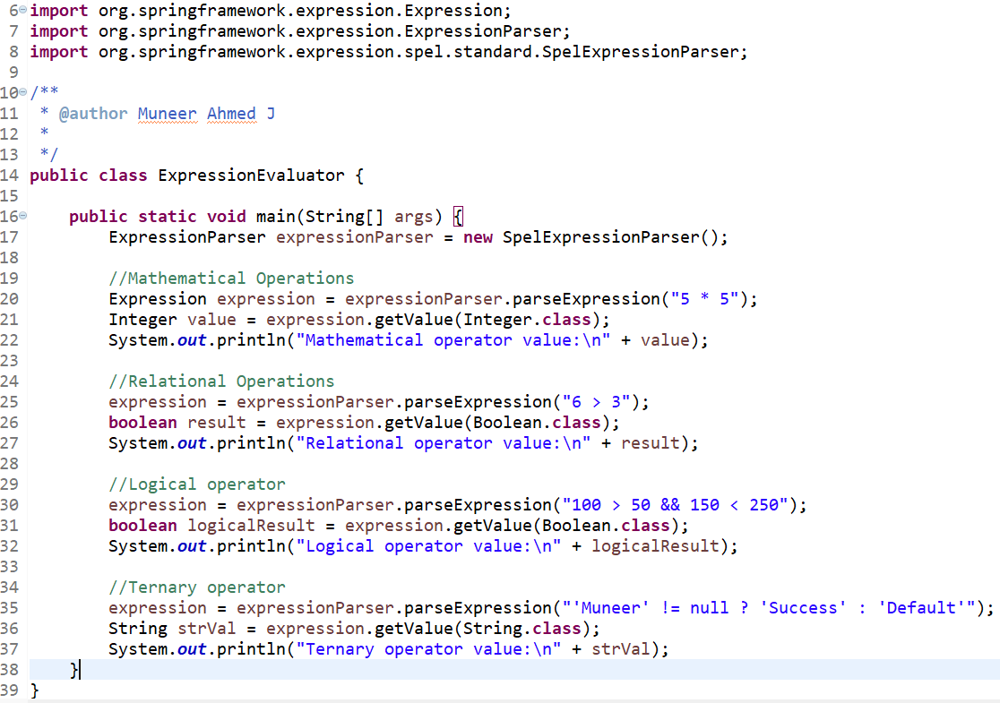 6 import org.springframework.expression.Expression;
7 import org.springframework.expression.ExpressionParser;
8 import org.springframework.expression.spel.standard.SpelExpressionParser;
9
10 /**
11  * @author Muneer Ahmed J
12  *
13  */
14 public class ExpressionEvaluator {
15
16     public static void main(String[] args) {
17         ExpressionParser expressionParser = new SpelExpressionParser();
18
19         //Mathematical Operations
20         Expression expression = expressionParser.parseExpression("5 * 5");
21         Integer value = expression.getValue(Integer.class);
22         System.out.println("Mathematical operator value:\n" + value);
23
24         //Relational Operations
25         expression = expressionParser.parseExpression("6 > 3");
26         boolean result = expression.getValue(Boolean.class);
27         System.out.println("Relational operator value:\n" + result);
28
29         //Logical operator
30         expression = expressionParser.parseExpression("100 > 50 && 150 < 250");
31         boolean logicalResult = expression.getValue(Boolean.class);
32         System.out.println("Logical operator value:\n" + logicalResult);
33
34         //Ternary operator
35         expression = expressionParser.parseExpression("'Muneer' != null ? 'Success' : 'Default'");
36         String strVal = expression.getValue(String.class);
37         System.out.println("Ternary operator value:\n" + strVal);
38     }
39 }